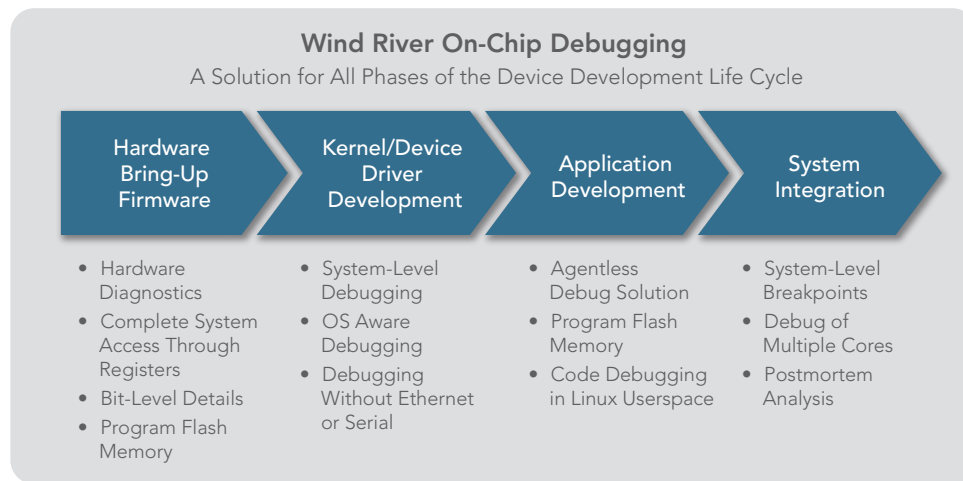 Wind River On-Chip Debugging
A Solution for All Phases of the Device Development Life Cycle
Hardware
Bring-Up
Firmware
Kernel/Device
Driver
Development
Application
Development
System
Integration
• Hardware
Diagnostics
• Complete System
Access Through
Registers
• Bit-Level Details
• Program Flash
Memory
• System-Level
Debugging
• OS Aware
Debugging
• Debugging
Without Ethernet
or Serial
• Agentless
Debug Solution
• Program Flash
Memory
• Code Debugging
in Linux Userspace
• System-Level
Breakpoints
• Debug of
Multiple Cores
• Postmortem
Analysis